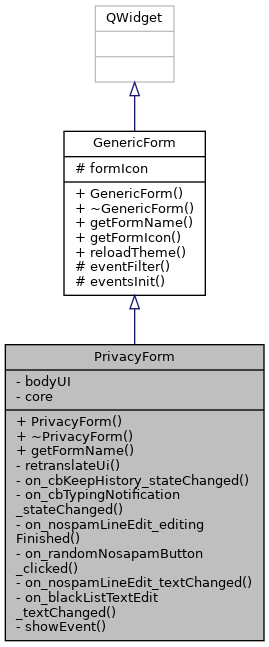 QWidget
GenericForm
# formIcon
+ GenericForm()
+ ~GenericForm()
+ getFormName()
+ getFormIcon()
+ reloadTheme()
# eventFilter()
# eventsInit()
PrivacyForm
- bodyUI
- core
+ PrivacyForm()
+ ~PrivacyForm()
+ getFormName()
- retranslateUi()
- on_cbKeepHistory_stateChanged()
- on_cbTypingNotification
_stateChanged()
- on_nospamLineEdit_editing
Finished()
- on_randomNosapamButton
_clicked()
- on_nospamLineEdit_textChanged()
- on_blackListTextEdit
_textChanged()
- showEvent()